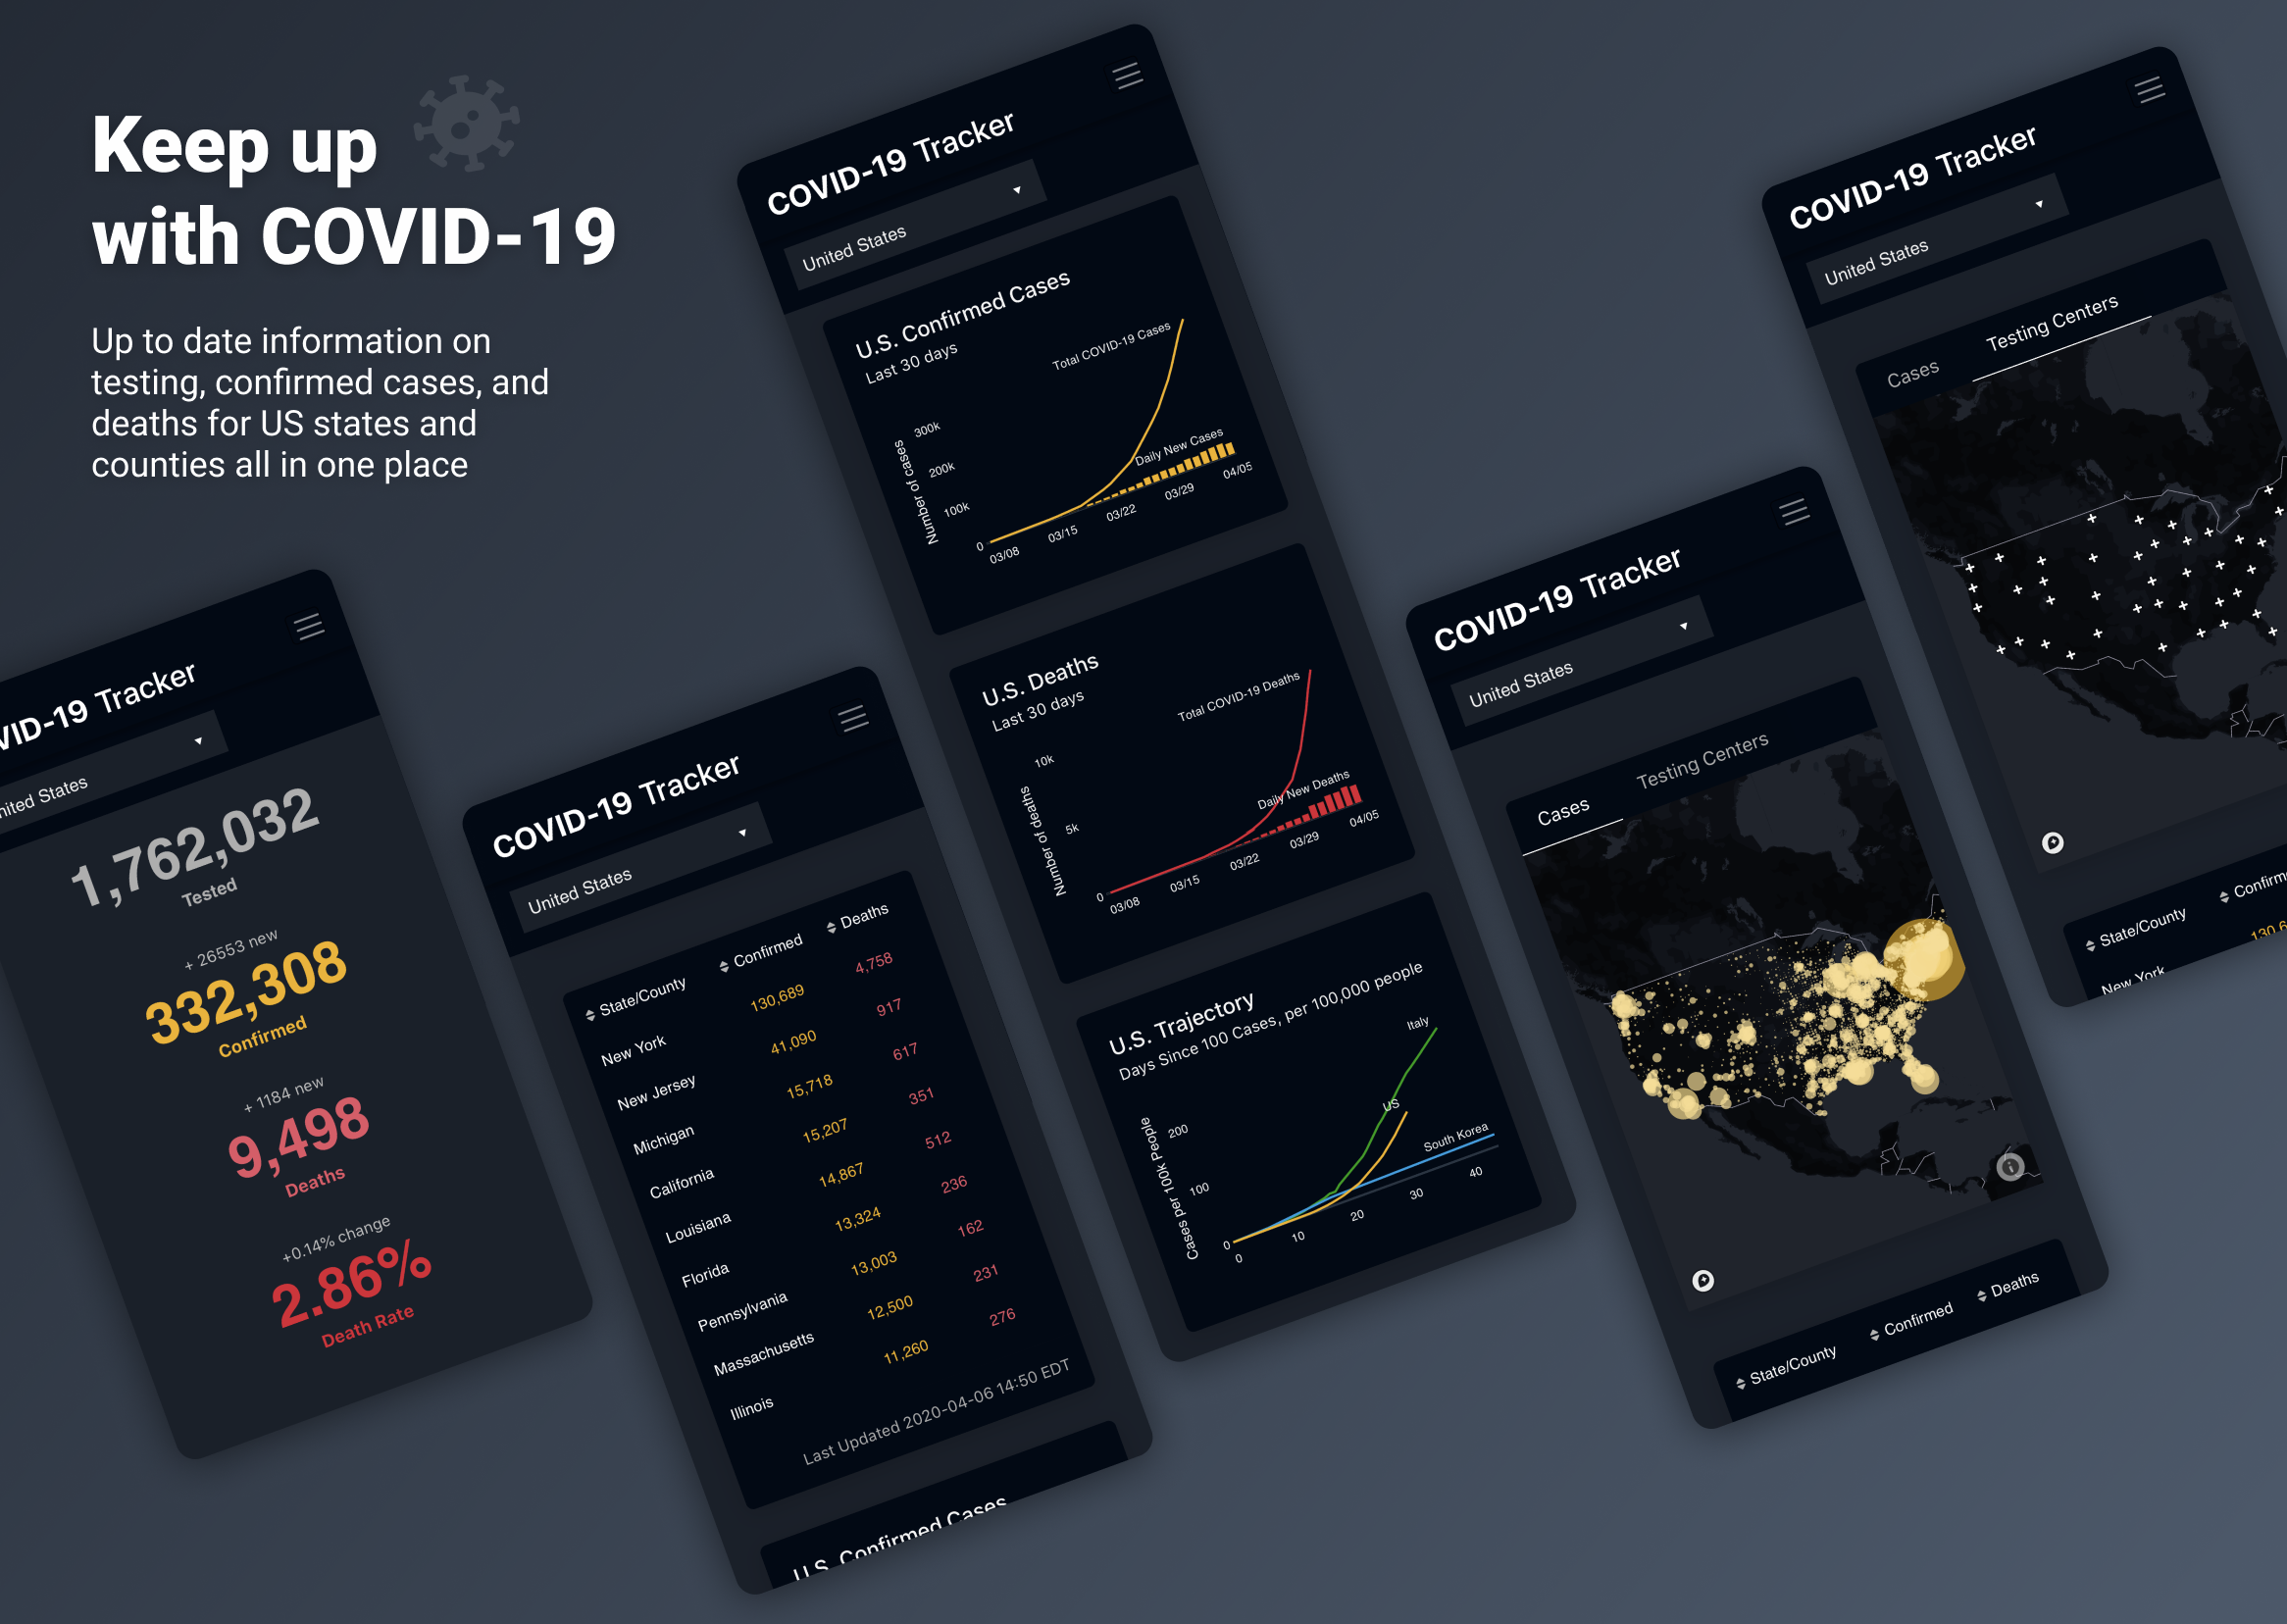 Keep up
with COVID-19
Up to date information on
testing, confirmed cases, and
deaths for US states and
counties all in one place
VID-19 Tracker
nited States
1,762,032
Tested
+ 26553 new
332,308
Confirmed
+ 1184 new
9,498
Deaths
+0.14% change
2.86%
Death Rate
COVID-19 Tracker
United States
State/County Confirmed Deaths
New York 130,689 4,758
New Jersey 41,090 917
Michigan 15,718 617
California 15,207 351
Louisiana 14,867 512
Florida 13,324 236
Pennsylvania 13,003 162
Massachusetts 12,500 231
Illinois 11,260 276
Last Updated 2020-04-06 14:50 EDT
U.S. Confirmed Cases
COVID-19 Tracker
United States
U.S. Confirmed Cases
Last 30 days
Total COVID-19 Cases
Daily New Cases
Number of cases
300k
200k
100k
0
03/08 03/15 03/22 03/29 04/05
U.S. Deaths
Last 30 days
Total COVID-19 Deaths
Daily New Deaths
Number of deaths
10k
5k
0
03/08 03/15 03/22 03/29 04/05
U.S. Trajectory
Days Since 100 Cases, per 100,000 people
Italy
US
South Korea
Cases per 100k People
200
100
0
0 10 20 30 40
COVID-19 Tracker
United States
Cases Testing Centers
State/County Confirmed Deaths
COVID-19 Tracker
United States
Cases Testing Centers
State/County Confirme
New York 130,6